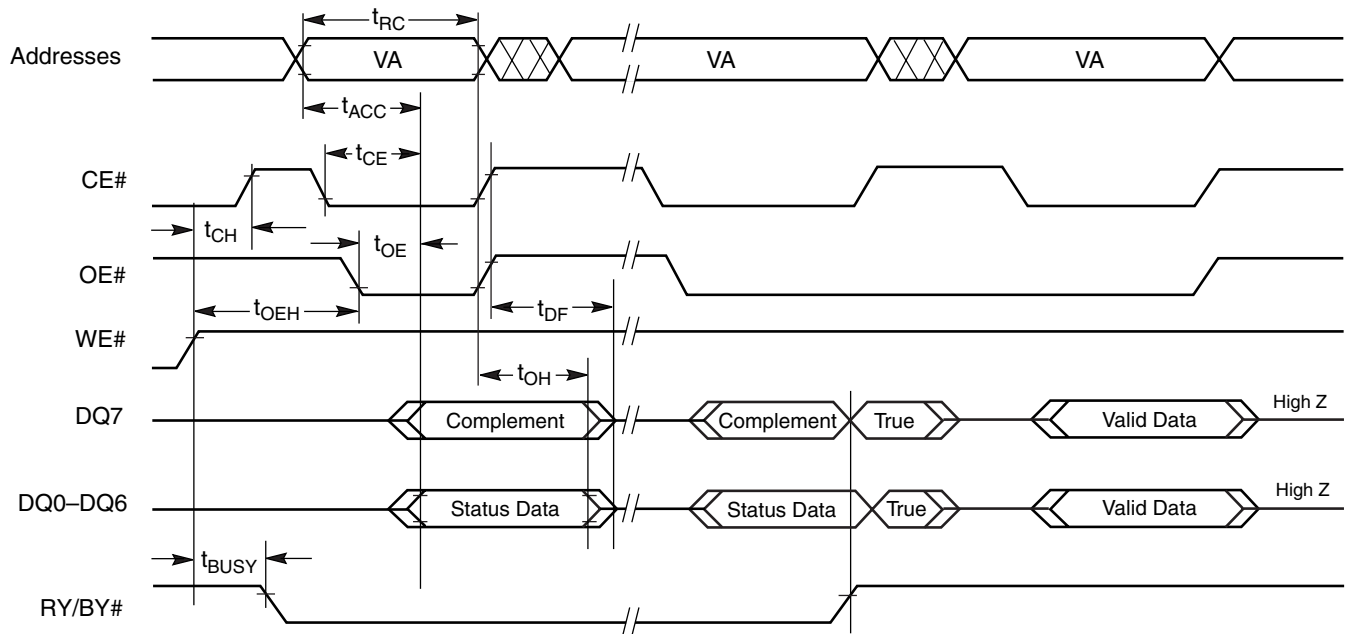 tRC
Addresses VA VA VA
tACC
tCE
CE#
tCH tOE
OE#
tOEH tDF
WE#
tOH
DQ7 Complement Complement True Valid Data High Z
DQ0–DQ6 Status Data Status Data True Valid Data High Z
tBUSY
RY/BY#